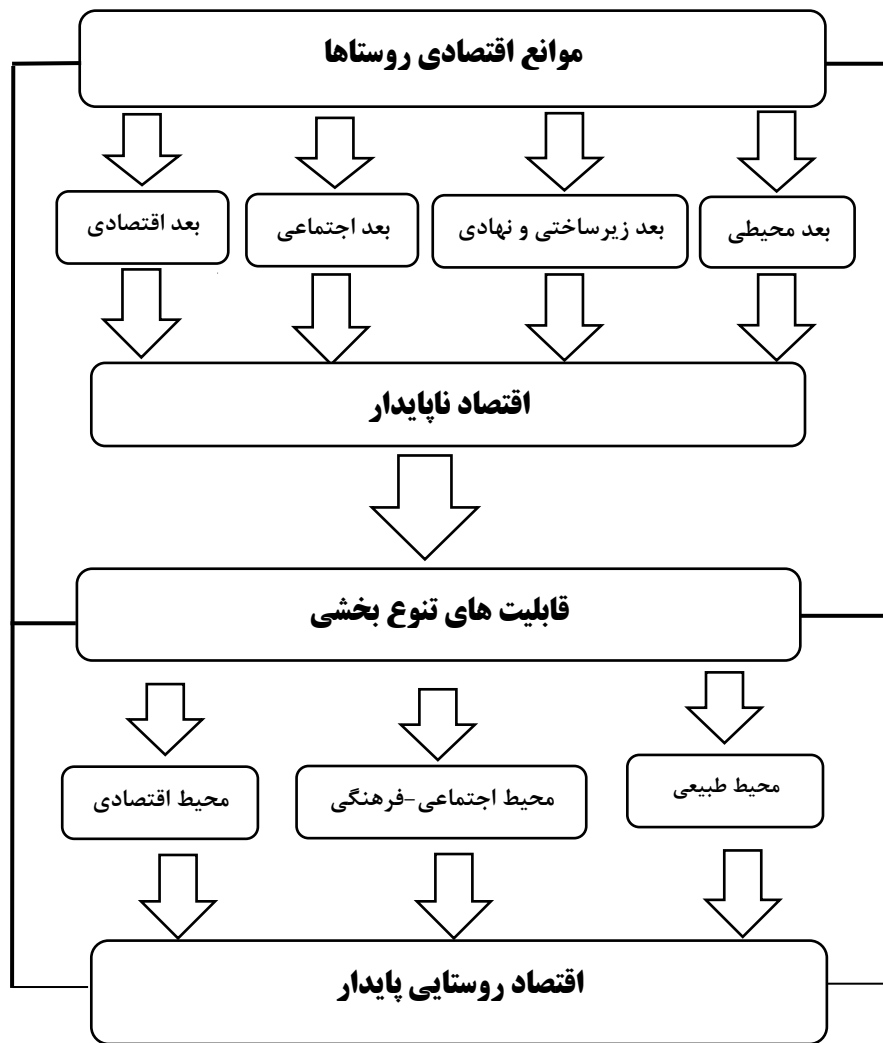 موانع اقتصادی روستاها
بعد محیطی
بعد زیرساختی و نهادی
بعد اجتماعی
بعد اقتصادی
اقتصاد ناپایدار
قابلیت های تنوع بخشی
محیط طبیعی
محیط اجتماعی-فرهنگی
محیط اقتصادی
اقتصاد روستایی پایدار